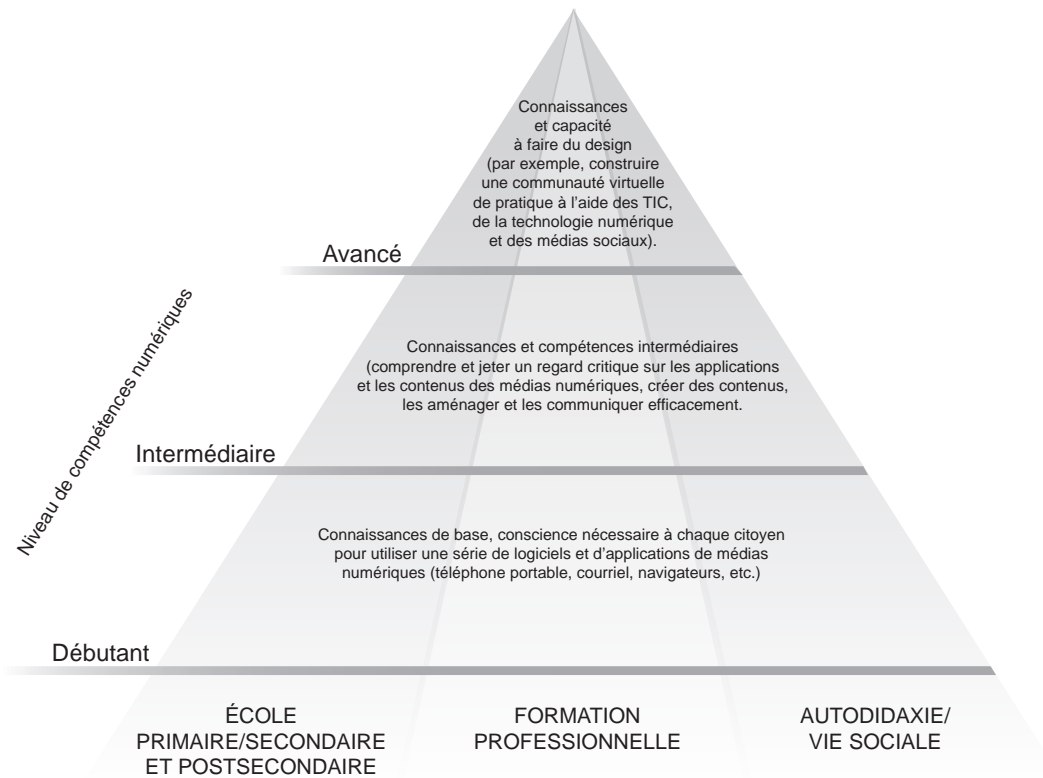 Connaissances
et capacité
à faire du design
(par exemple, construire
une communauté virtuelle
de pratique à l'aide des TIC,
de la technologie numérique
et des médias sociaux).
Avancé
Niveau de compétences numériques
Connaissances et compétences intermédiaires
(comprendre et jeter un regard critique sur les applications
et les contenus des médias numériques, créer des contenus,
les aménager et les communiquer efficacement.
Intermédiaire
Connaissances de base, conscience nécessaire à chaque citoyen
pour utiliser une série de logiciels et d'applications de médias
numériques (téléphone portable, courriel, navigateurs, etc.)
Débutant
ÉCOLE
PRIMAIRE/SECONDAIRE
ET POSTSECONDAIRE
FORMATION
PROFESSIONNELLE
AUTODIDAXIE/
VIE SOCIALE